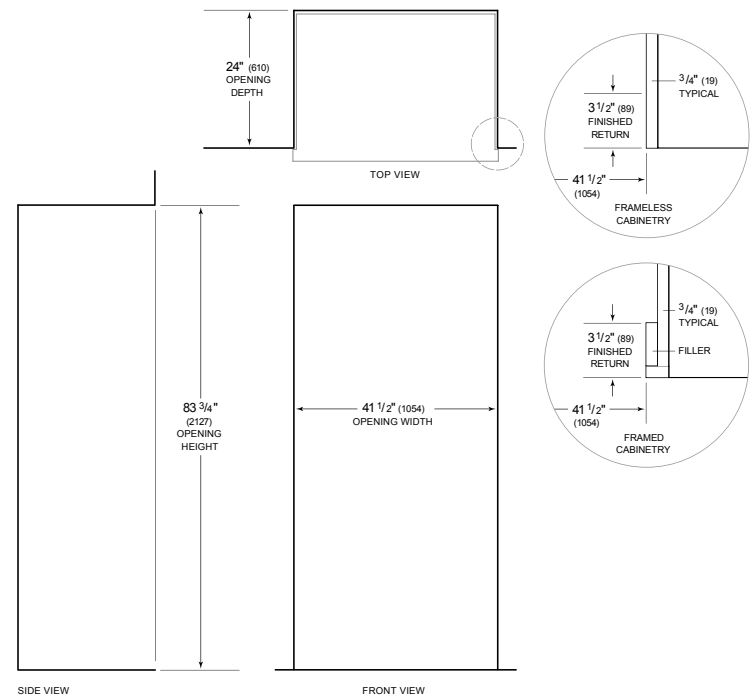 24" (610)
OPENING
DEPTH
TOP VIEW
3/4" (19)
TYPICAL
3 1/2" (89)
FINISHED
RETURN
41 1/2"
(1054)
FRAMELESS
CABINETRY
3/4" (19)
TYPICAL
3 1/2" (89)
FINISHED
RETURN
FILLER
41 1/2"
(1054)
FRAMED
CABINETRY
83 3/4"
(2127)
OPENING
HEIGHT
41 1/2" (1054)
OPENING WIDTH
SIDE VIEW
FRONT VIEW